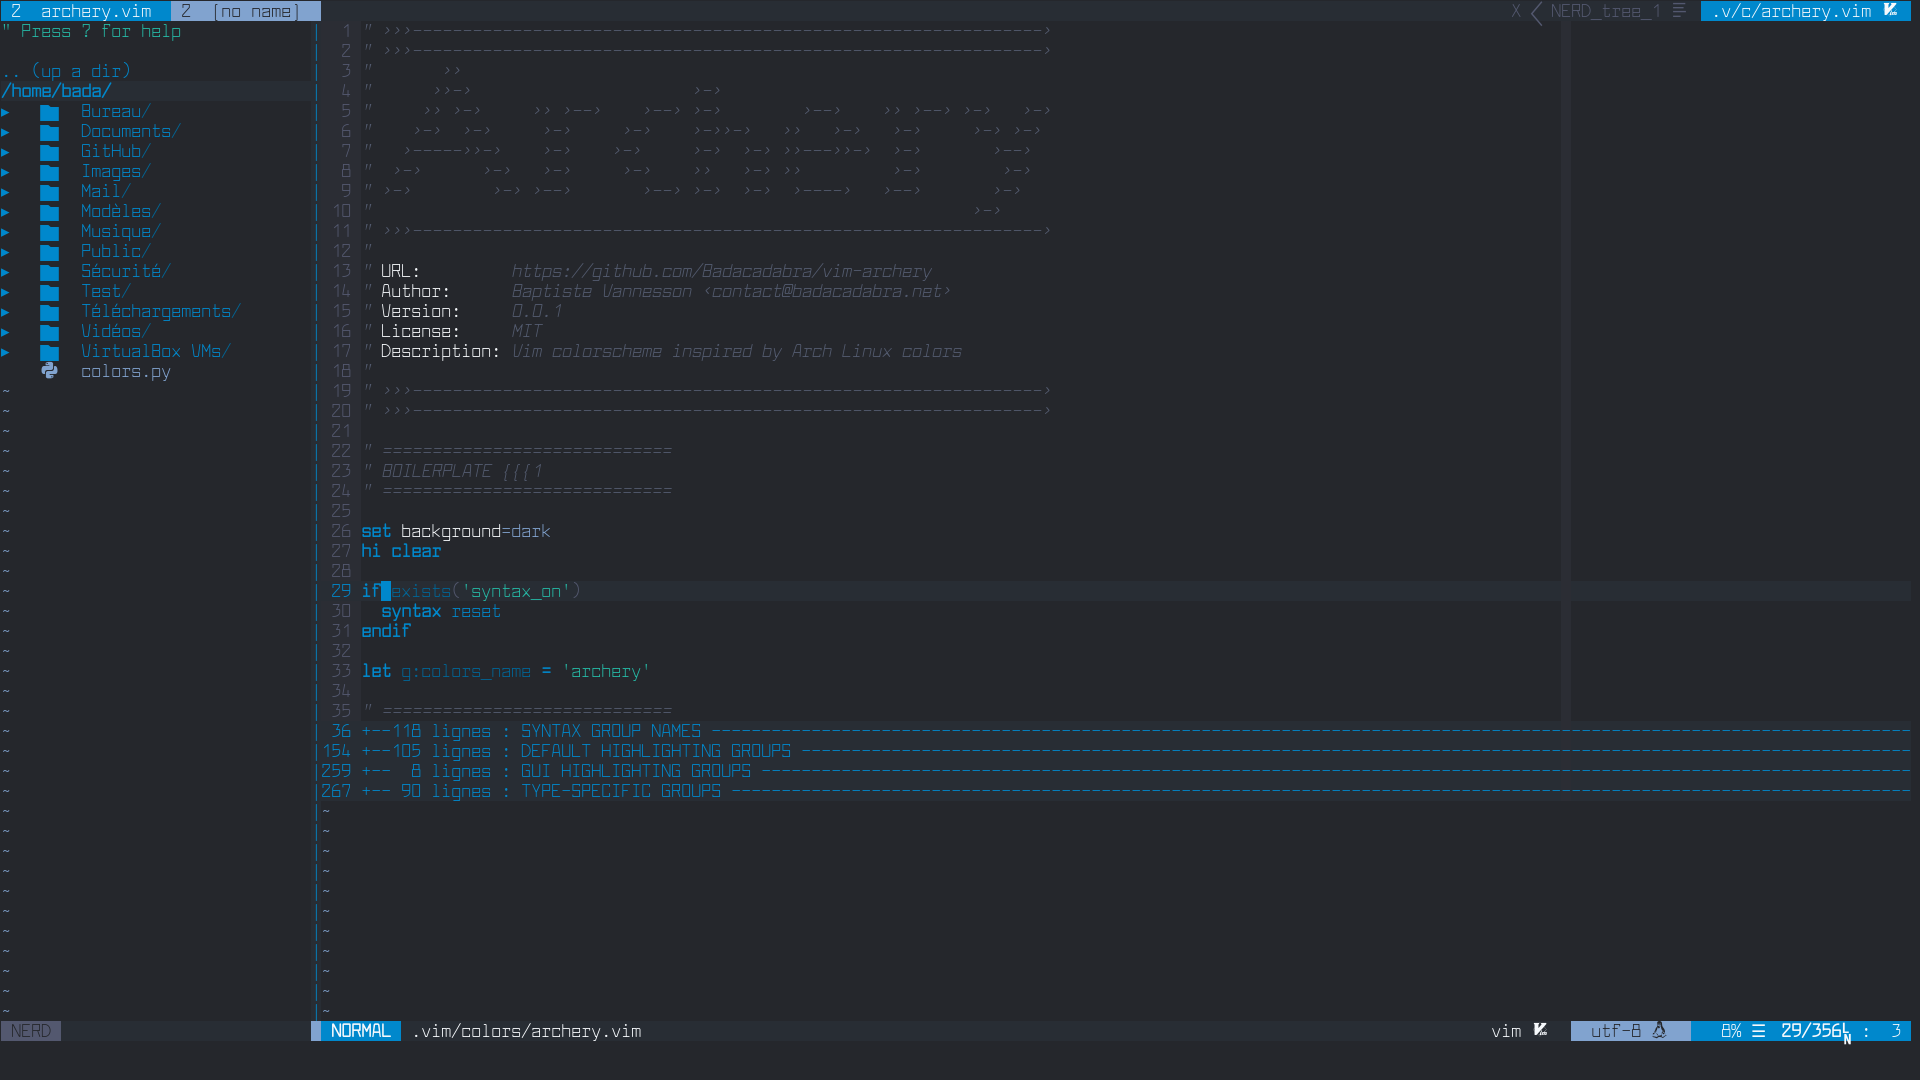 2 archery.vim 2 [no name] X NERD_tree_1 .v/c/archery.vim
" Press ? for help
.. (up a dir)
/home/bada/
▸ Bureau/
▸ Documents/
▸ GitHub/
▸ Images/
▸ Mail/
▸ Modèles/
▸ Musique/
▸ Public/
▸ Sécurité/
▸ Test/
▸ Téléchargements/
▸ Vidéos/
▸ VirtualBox VMs/
colors.py
1 " >>>--------------------------------------------------------------->
2 " >>>--------------------------------------------------------------->
3 "       >>
4 "      >>->                      >->
5 "     >> >->     >> >-->    >--> >->        >-->    >> >--> >->   >->
6 "    >->  >->     >->     >->    >->>->   >>   >->   >->     >-> >->
7 "   >----->>->    >->    >->     >->  >-> >>--->>->  >->       >-->
8 "  >->      >->   >->     >->    >>   >-> >>         >->        >->
9 " >->        >-> >-->       >--> >->  >->  >---->   >-->       >->
10 "                                                            >->
11 " >>>--------------------------------------------------------------->
12 "
13 " URL: https://github.com/Badacadabra/vim-archery
14 " Author: Baptiste Vannesson <contact@badacadabra.net>
15 " Version: 0.0.1
16 " License: MIT
17 " Description: Vim colorscheme inspired by Arch Linux colors
18 "
19 " >>>--------------------------------------------------------------->
20 " >>>--------------------------------------------------------------->
21
22 " =============================
23 " BOILERPLATE {{{1
24 " =============================
25
26 set background=dark
27 hi clear
28
29 if exists('syntax_on')
30   syntax reset
31 endif
32
33 let g:colors_name = 'archery'
34
35 " =============================
36 +--118 lignes : SYNTAX GROUP NAMES
154 +--105 lignes : DEFAULT HIGHLIGHTING GROUPS
259 +--  8 lignes : GUI HIGHLIGHTING GROUPS
267 +-- 90 lignes : TYPE-SPECIFIC GROUPS
NERD NORMAL .vim/colors/archery.vim vim utf-8 8% ☰ 29/356 LN : 3